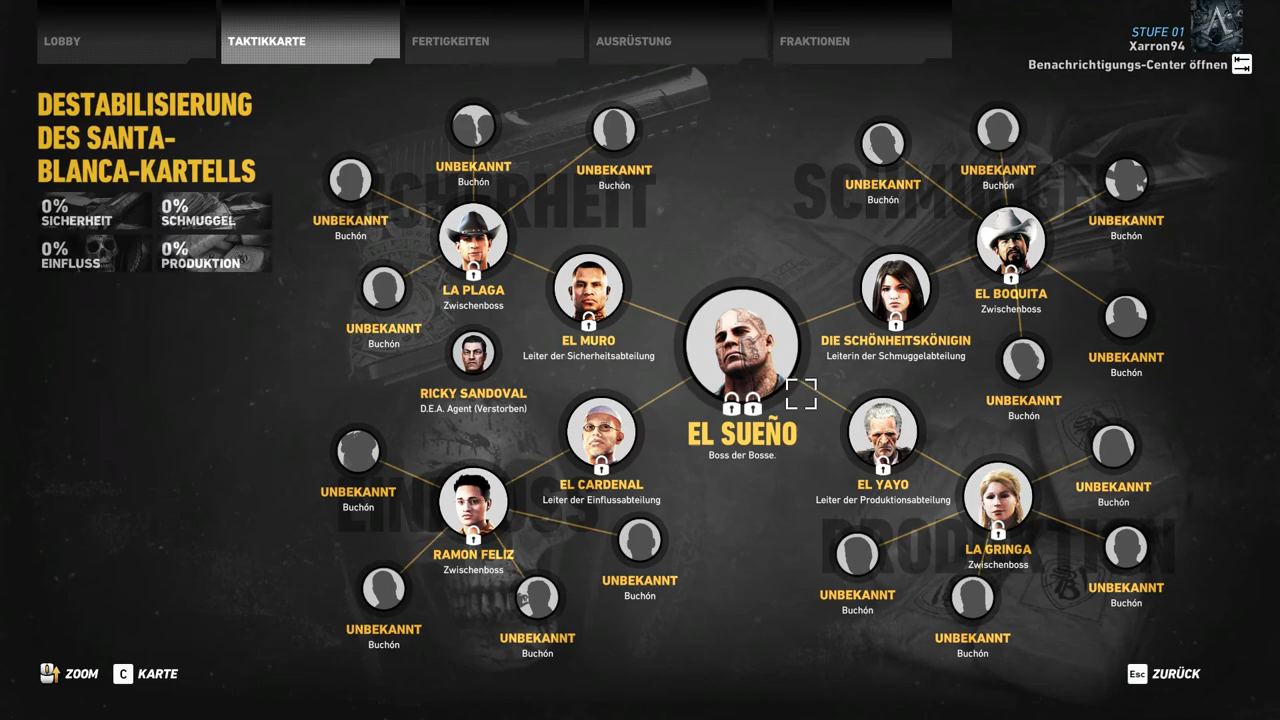 LOBBY
TAKTIKKARTE
FERTIGKEITEN
AUSRÜSTUNG
FRAKTIONEN
STUFE 01
Xarron94
Benachrichtigungs-Center öffnen
DESTABILISIERUNG
DES SANTA-
BLANCA-KARTELLS
0%
SICHERHEIT
0%
SCHMUGGEL
0%
EINFLUSS
0%
PRODUKTION
SICHERHEIT
UNBEKANNT
Buchón
UNBEKANNT
Buchón
UNBEKANNT
Buchón
LA PLAGA
Zwischenboss
UNBEKANNT
Buchón
EL MURO
Leiter der Sicherheitsabteilung
RICKY SANDOVAL
D.E.A. Agent (Verstorben)
SCHMUGGEL
UNBEKANNT
Buchón
UNBEKANNT
Buchón
UNBEKANNT
Buchón
EL BOQUITA
Zwischenboss
DIE SCHÖNHEITSKÖNIGIN
Leiterin der Schmuggelabteilung
UNBEKANNT
Buchón
UNBEKANNT
Buchón
EL SUEÑO
Boss der Bosse.
EINFLUSS
EL CARDENAL
Leiter der Einflussabteilung
UNBEKANNT
Buchón
RAMON FELIZ
Zwischenboss
UNBEKANNT
Buchón
UNBEKANNT
Buchón
UNBEKANNT
Buchón
PRODUKTION
EL YAYO
Leiter der Produktionsabteilung
UNBEKANNT
Buchón
LA GRINGA
Zwischenboss
UNBEKANNT
Buchón
UNBEKANNT
Buchón
UNBEKANNT
Buchón
ZOOM
C KARTE
Esc ZURÜCK